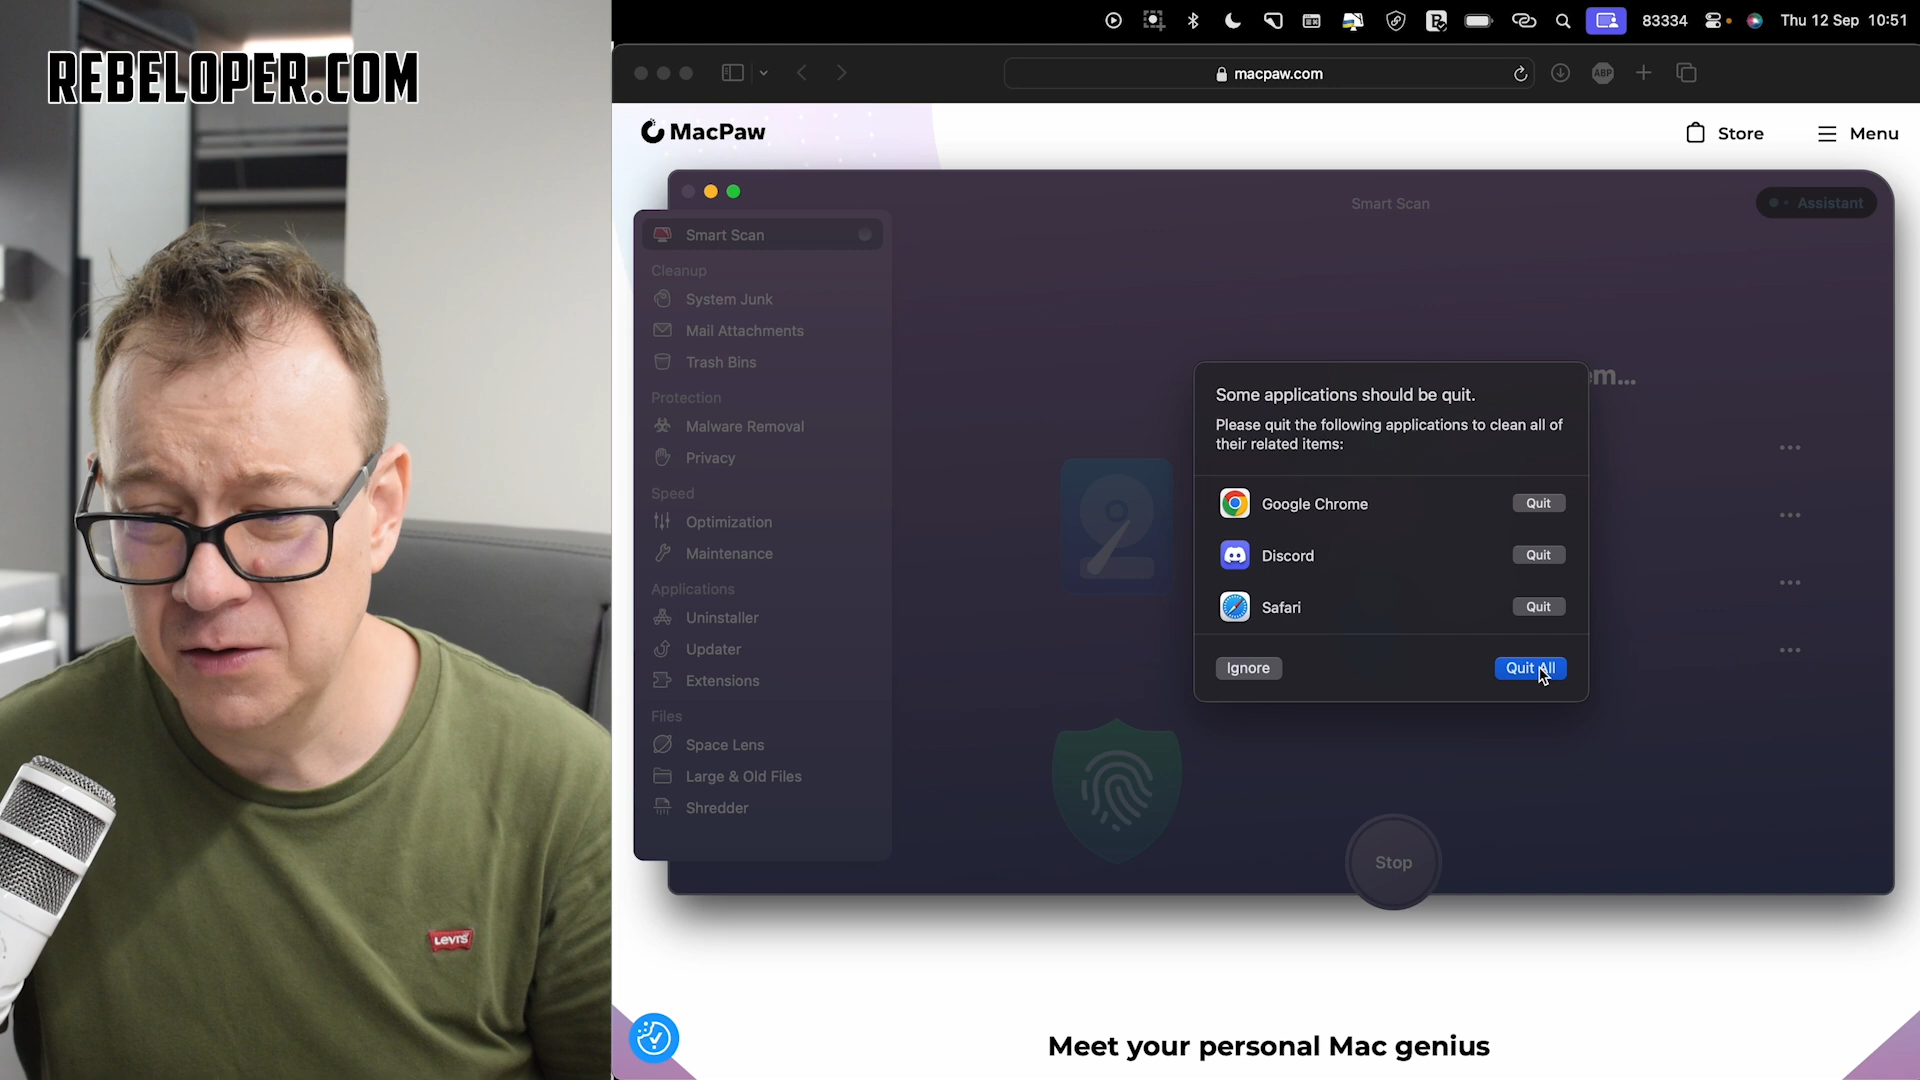 REBELOPER.COM
83334
Thu 12 Sep 10:51
macpaw.com
ABP
MacPaw
Store
Menu
Smart Scan
Assistant
Smart Scan
Cleanup
System Junk
Mail Attachments
Trash Bins
Protection
Malware Removal
Privacy
Speed
Optimization
Maintenance
Applications
Uninstaller
Updater
Extensions
Files
Space Lens
Large & Old Files
Shredder
Some applications should be quit.
Please quit the following applications to clean all of
their related items:
Google Chrome
Quit
Discord
Quit
Safari
Quit
Ignore
Quit All
Stop
Meet your personal Mac genius
Levi's